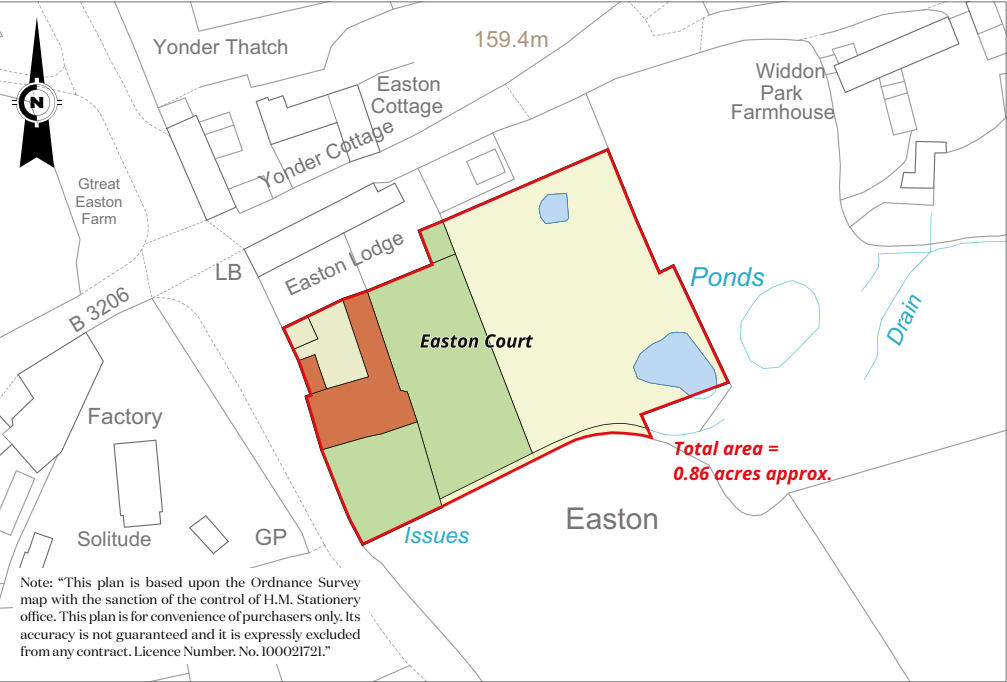 Yonder Thatch
159.4m
Easton
Cottage
Yonder Cottage
Widdon
Park
Farmhouse
N
Gtreat
Easton
Farm
LB
Easton Lodge
B 3206
Ponds
Drain
Easton Court
Factory
Total area =
0.86 acres approx.
Easton
Issues
Solitude
GP
Note: “This plan is based upon the Ordnance Survey
map with the sanction of the control of H.M. Stationery
office. This plan is for convenience of purchasers only. Its
accuracy is not guaranteed and it is expressly excluded
from any contract. Licence Number. No. 100021721.”